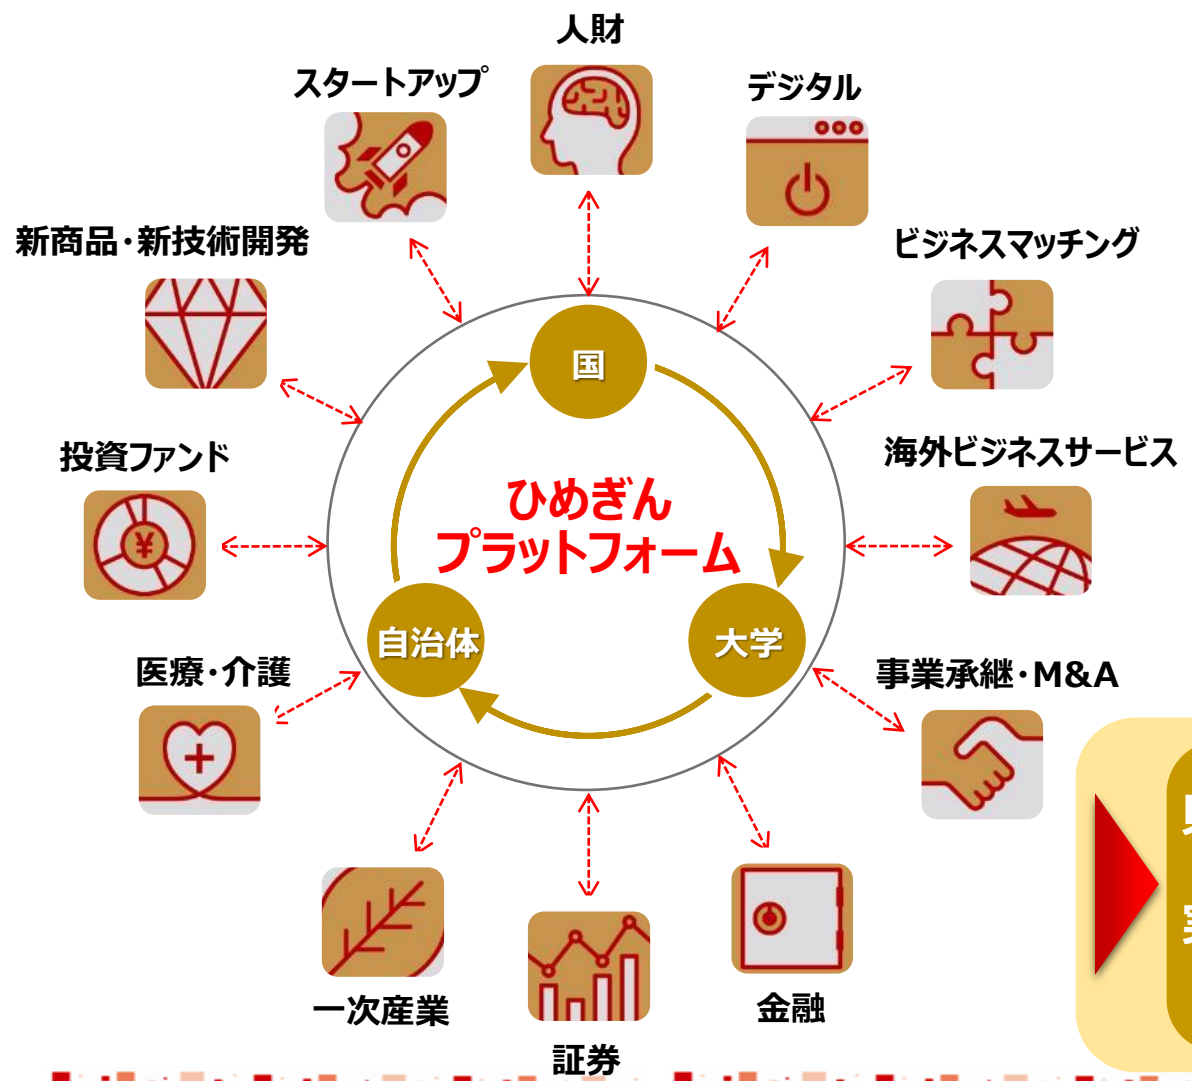 人財
スタートアップ
デジタル
新商品・新技術開発
ビジネスマッチング
国
投資ファンド
海外ビジネスサービス
ひめぎん
プラットフォーム
自治体
大学
医療・介護
事業承継・M&A
一次産業
金融
証券
¥